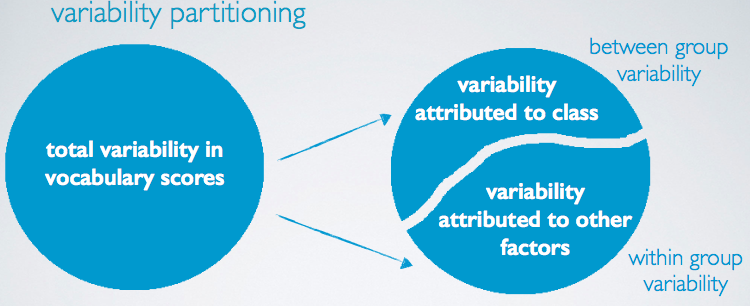 variability partitioning
total variability in
vocabulary scores
variability
attributed to class
between group
variability
variability
attributed to other
factors
within group
variability